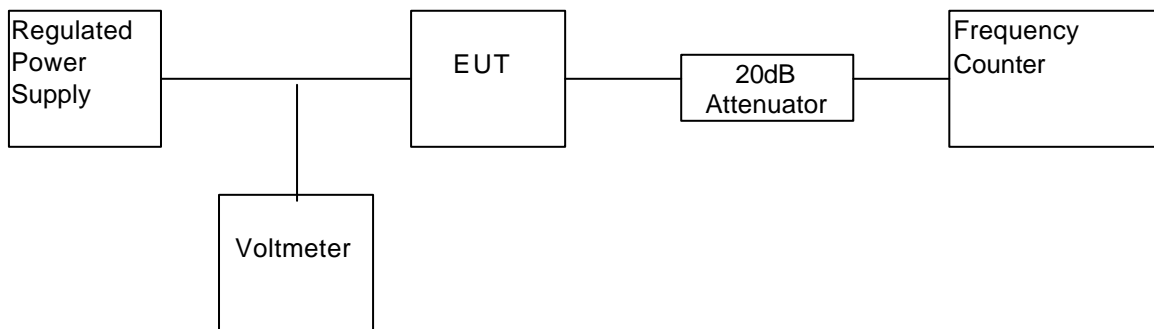 Regulated
Power
Supply
EUT
20dB
Attenuator
Frequency
Counter
Voltmeter